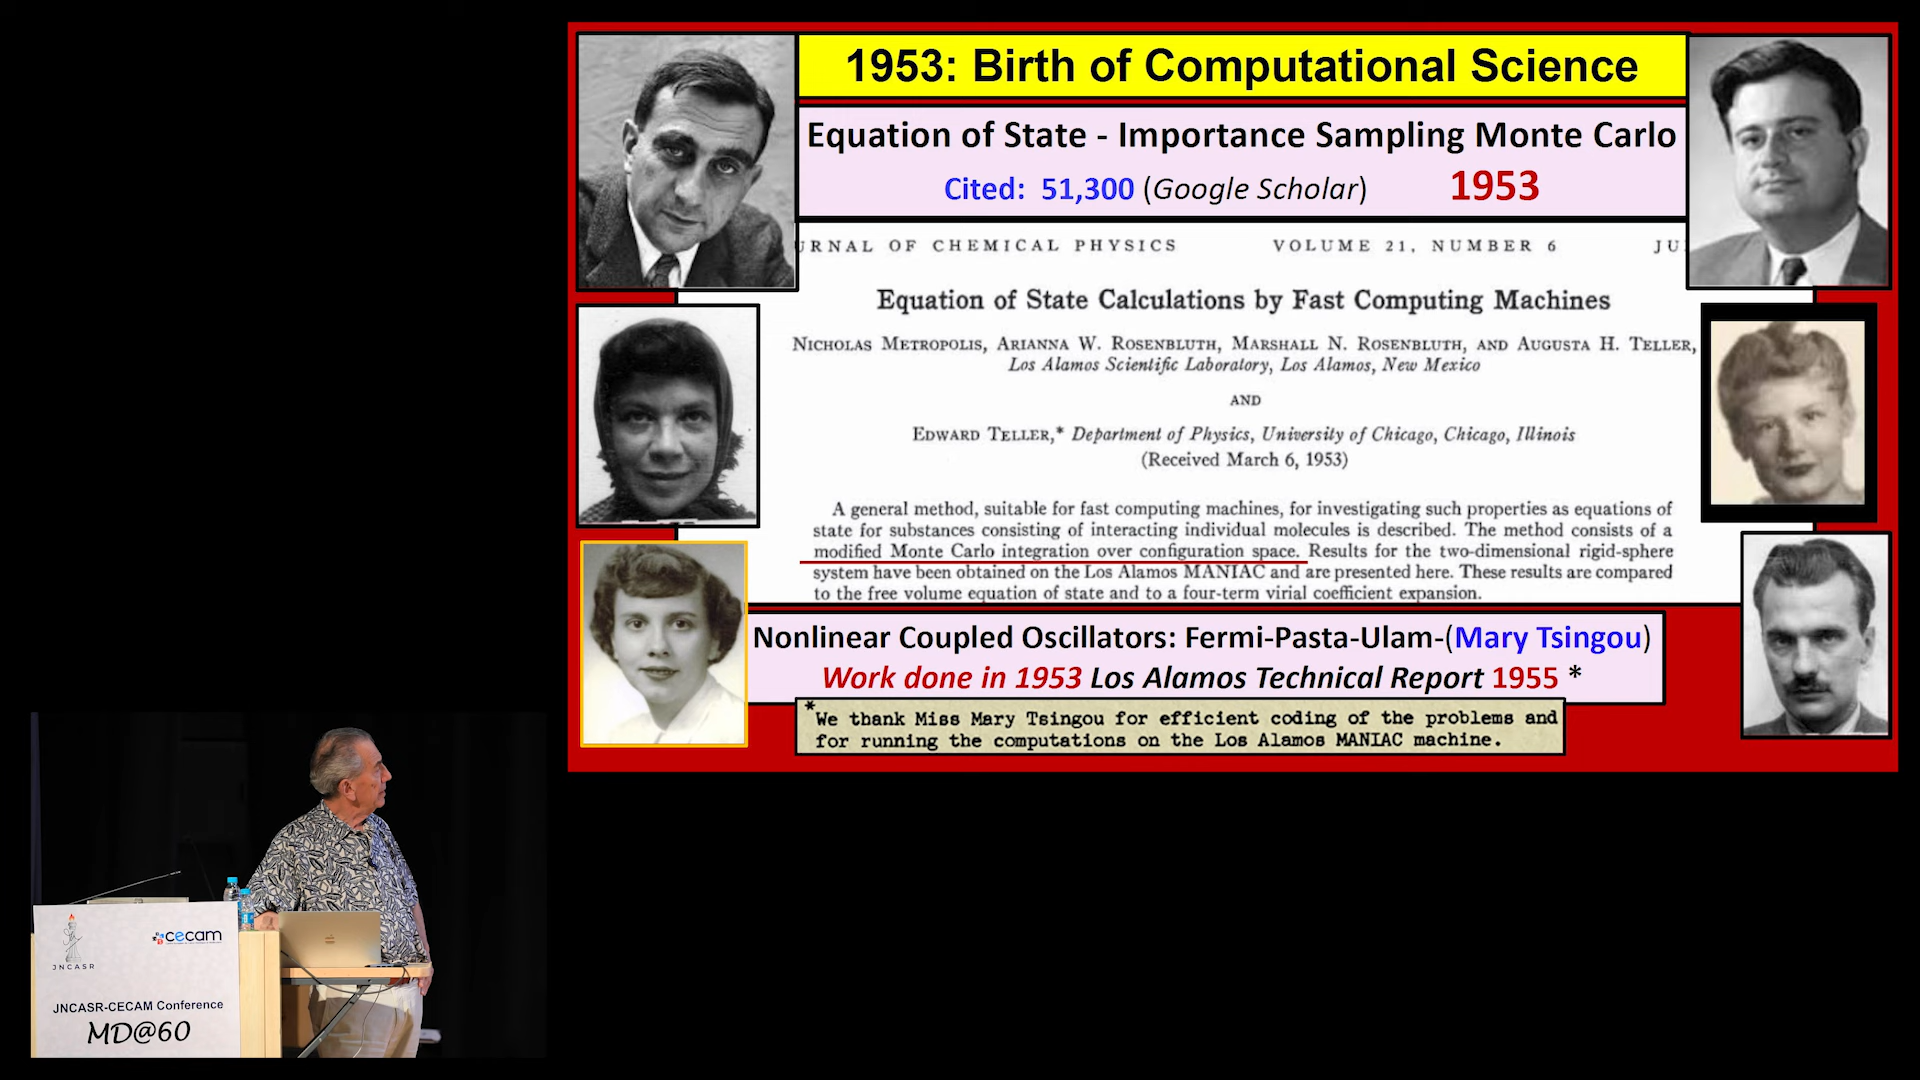 1953: Birth of Computational Science
Equation of State - Importance Sampling Monte Carlo
Cited: 51,300 (Google Scholar) 1953
URNAL OF CHEMICAL PHYSICS VOLUME 21, NUMBER 6 JU
Equation of State Calculations by Fast Computing Machines
NICHOLAS METROPOLIS, ARIANNA W. ROSENBLUTH, MARSHALL N. ROSENBLUTH, AND AUGUSTA H. TELLER,
Los Alamos Scientific Laboratory, Los Alamos, New Mexico
AND
EDWARD TELLER,* Department of Physics, University of Chicago, Chicago, Illinois
(Received March 6, 1953)
A general method, suitable for fast computing machines, for investigating such properties as equations of
state for substances consisting of interacting individual molecules is described. The method consists of a
modified Monte Carlo integration over configuration space. Results for the two-dimensional rigid-sphere
system have been obtained on the Los Alamos MANIAC and are presented here. These results are compared
to the free volume equation of state and to a four-term virial coefficient expansion.
Nonlinear Coupled Oscillators: Fermi-Pasta-Ulam-(Mary Tsingou)
Work done in 1953 Los Alamos Technical Report 1955 *
*We thank Miss Mary Tsingou for efficient coding of the problems and
for running the computations on the Los Alamos MANIAC machine.
JNCASR
cecam
JNCASR-CECAM Conference
MD@60